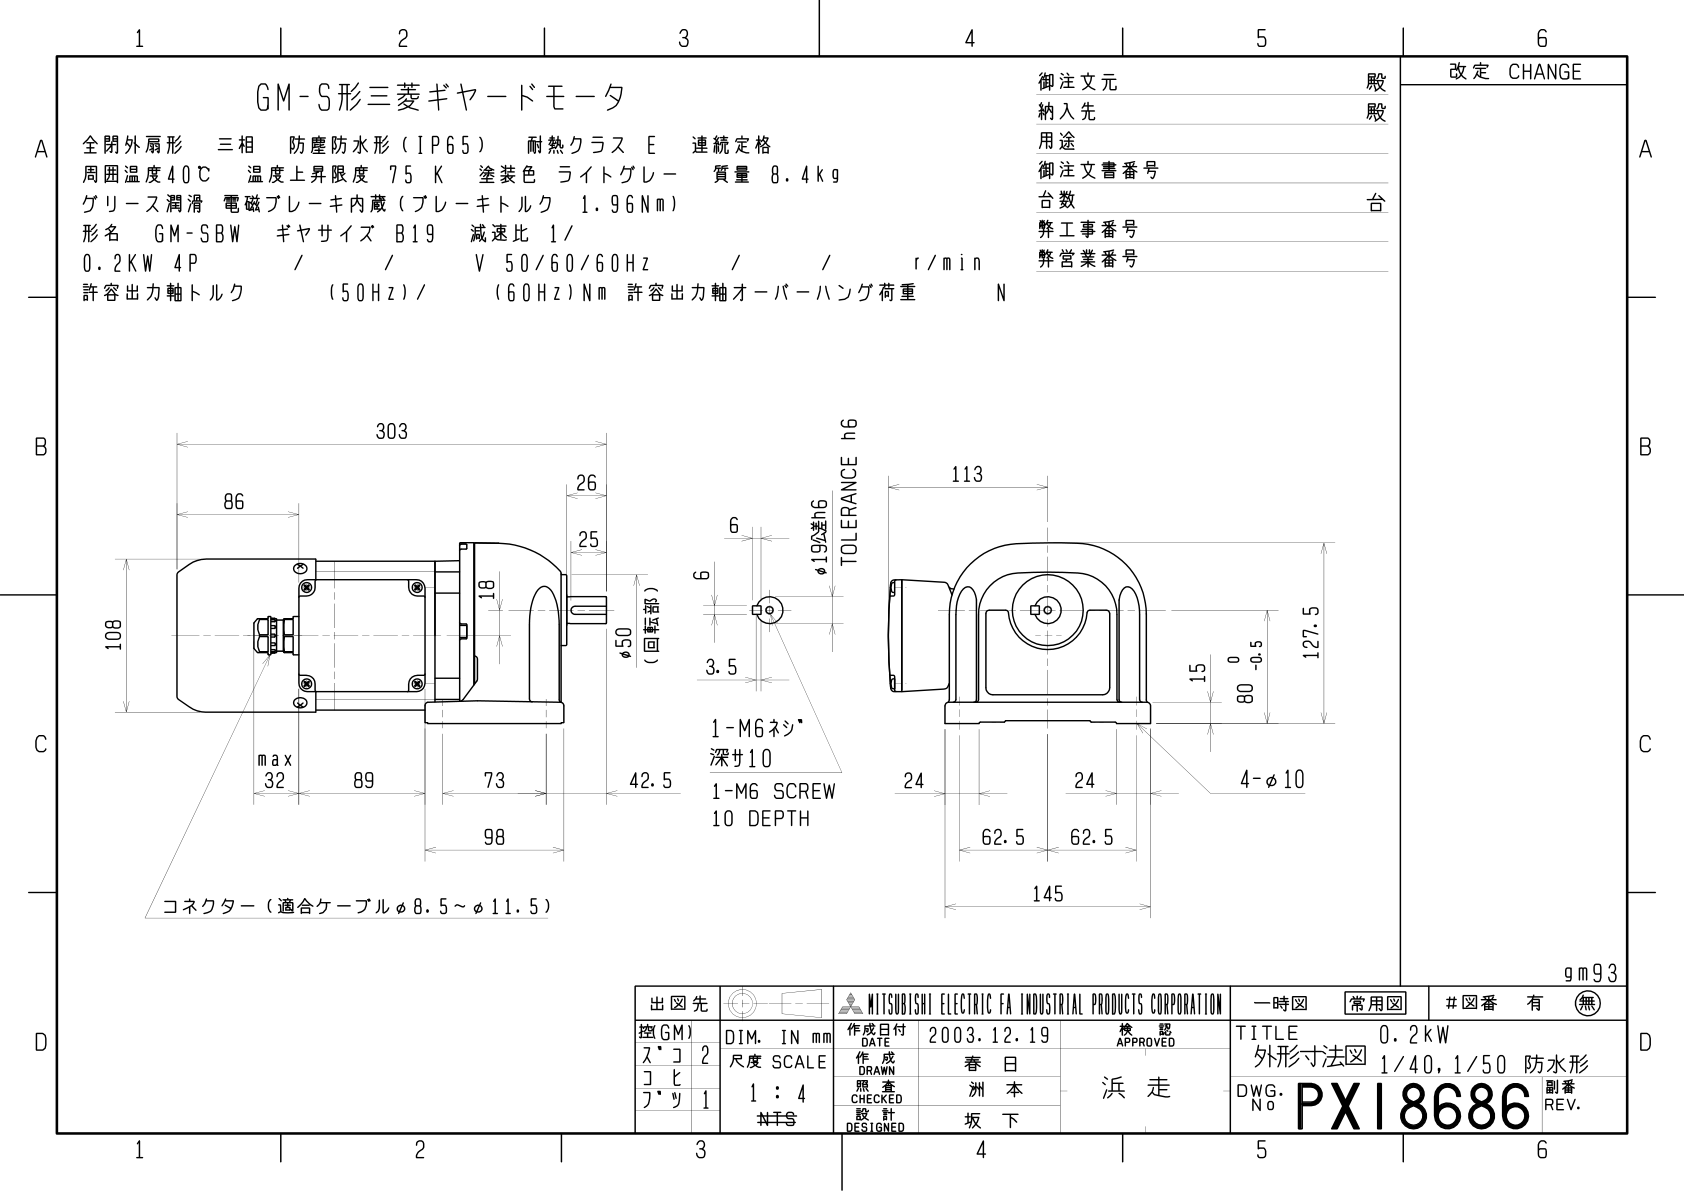 1 2 3 4 5 6
改定 CHANGE
GM-S形三菱ギヤードモータ
全閉外扇形 三相 防塵防水形(IP65) 耐熱クラス E 連続定格
周囲温度40℃ 温度上昇限度 75 K 塗装色 ライトグレー 質量 8.4kg
グリース潤滑 電磁ブレーキ内蔵(ブレーキトルク 1.96Nm)
形名 GM-SBW ギヤサイズ B19 減速比 1/
0.2KW 4P / / V 50/60/60Hz / / r/min
許容出力軸トルク (50Hz)/ (60Hz)Nm 許容出力軸オーバーハング荷重 N
御注文元 殿
納入先 殿
用途
御注文書番号
台数 台
弊工事番号
弊営業番号
A A
B B
C C
D D
303
86
26
25
18
108
φ50
(回転部)
max
32
89
73
42.5
98
コネクター(適合ケーブルφ8.5~φ11.5)
6
6
3.5
φ19公差h6
TOLERANCE h6
1-M6ネジ
深サ10
1-M6 SCREW
10 DEPTH
113
127.5
15
80 0 -0.5
24
24
4-φ10
62.5
62.5
145
gm93
出図先
控(GM)
ズコ 2
コヒ
ブツ 1
DIM. IN mm
尺度 SCALE
1 : 4
NTS
MITSUBISHI ELECTRIC FA INDUSTRIAL PRODUCTS CORPORATION
作成日付
DATE
2003.12.19
検 認
APPROVED
作 成
DRAWN
春 日
照 査
CHECKED
洲 本
浜 走
設 計
DESIGNED
坂 下
一時図 常用図 #図番 有 無
TITLE 0.2kW
外形寸法図 1/40,1/50 防水形
DWG.
No
PX18686
副番
REV.
1 2 3 4 5 6